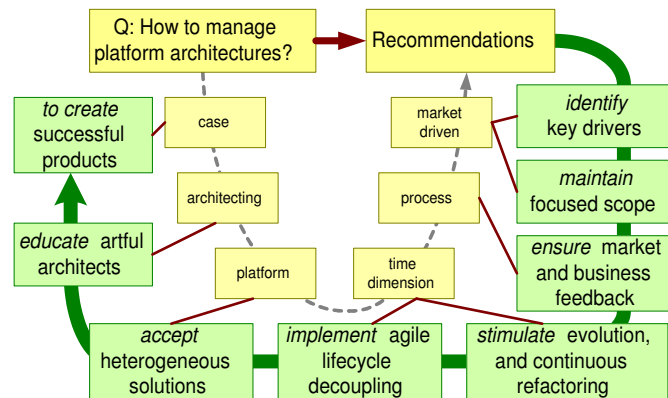 Q: How to manage
platform architectures?
Recommendations
to create
successful
products
case
market
driven
identify
key drivers
architecting
process
maintain
focused scope
educate artful
architects
platform
time
dimension
ensure market
and business
feedback
accept
heterogeneous
solutions
implement agile
lifecycle
decoupling
stimulate evolution,
and continuous
refactoring